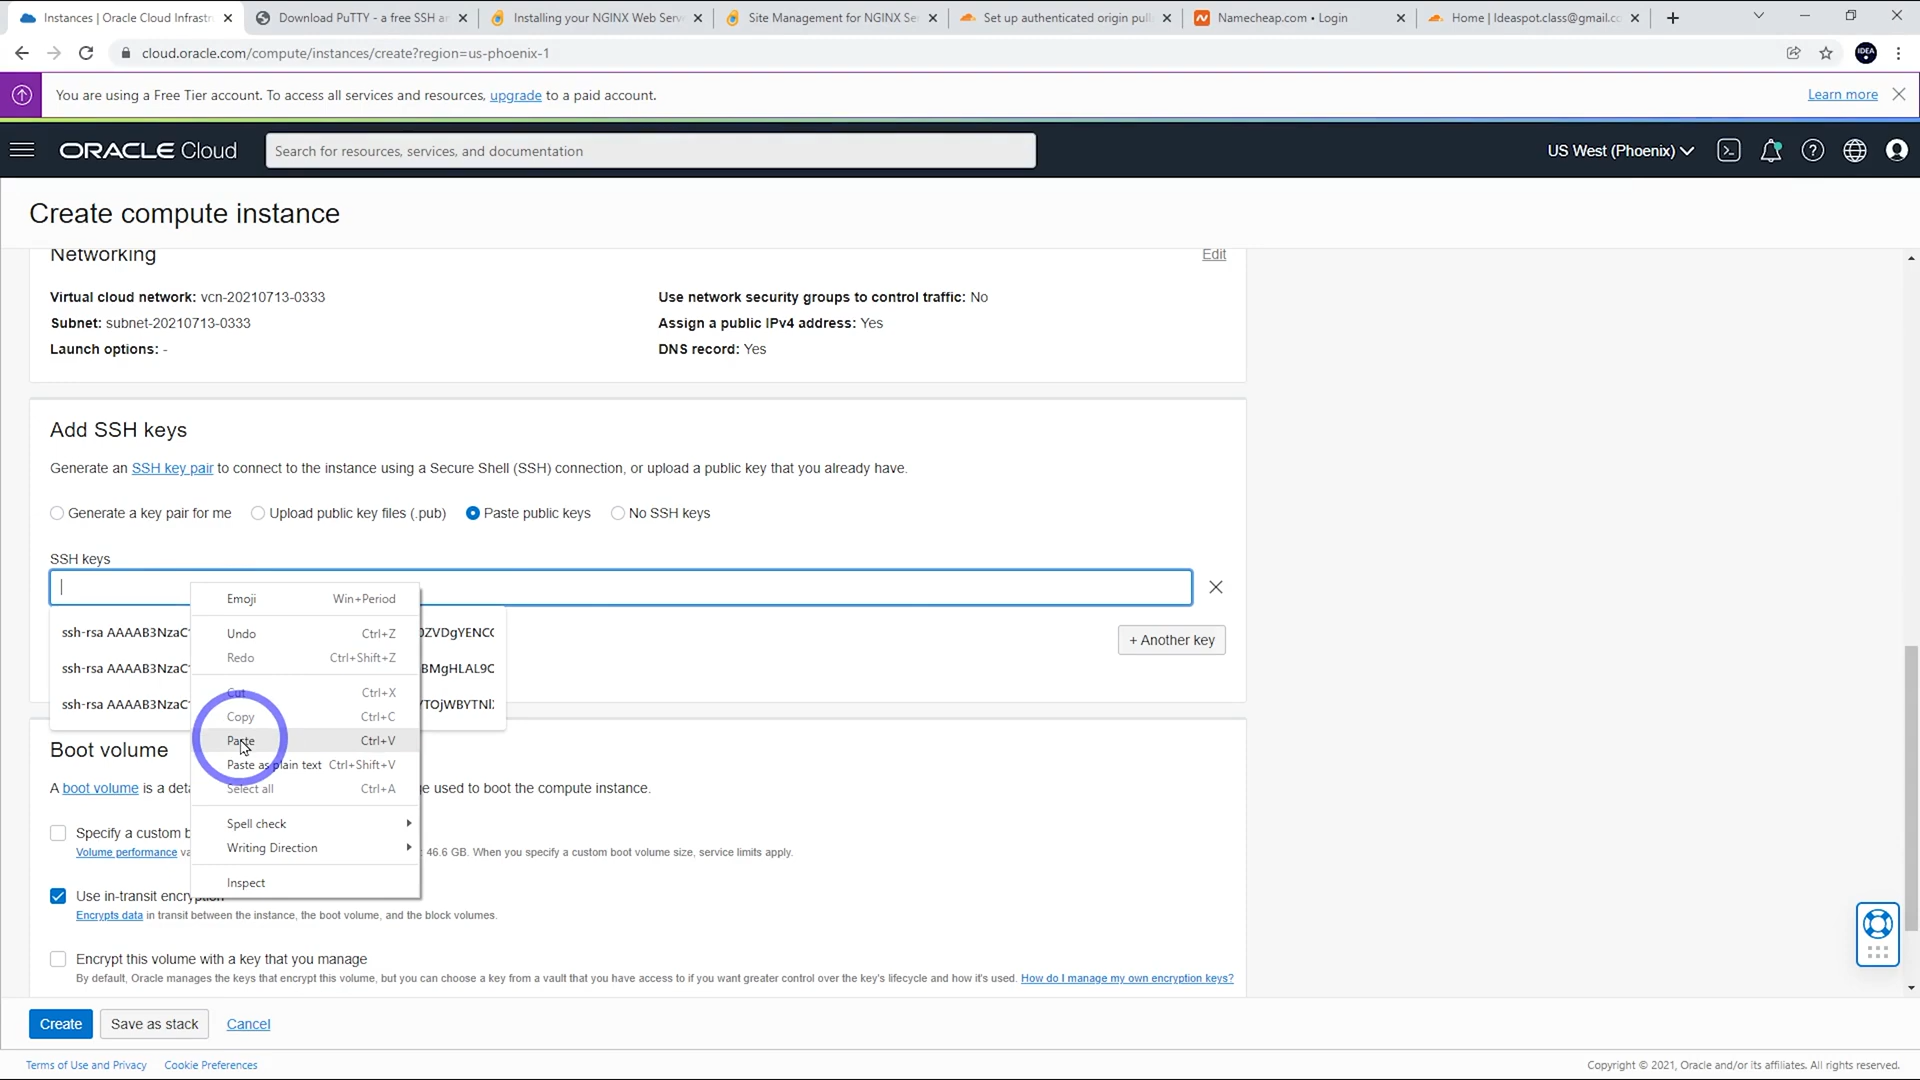 Instances | Oracle Cloud Infrastr
Download PuTTY - a free SSH an
Installing your NGINX Web Serve
Site Management for NGINX Se
Set up authenticated origin pull
Namecheap.com • Login
Home | Ideaspot.class@gmail.co
cloud.oracle.com/compute/instances/create?region=us-phoenix-1
IDEA
You are using a Free Tier account. To access all services and resources, upgrade to a paid account.
Learn more
ORACLE Cloud
Search for resources, services, and documentation
US West (Phoenix)
Create compute instance
Networking
Edit
Virtual cloud network: vcn-20210713-0333
Use network security groups to control traffic: No
Subnet: subnet-20210713-0333
Assign a public IPv4 address: Yes
Launch options: -
DNS record: Yes
Add SSH keys
Generate an SSH key pair to connect to the instance using a Secure Shell (SSH) connection, or upload a public key that you already have.
Generate a key pair for me
Upload public key files (.pub)
Paste public keys
No SSH keys
SSH keys
Emoji Win+Period
Undo Ctrl+Z
Redo Ctrl+Shift+Z
Cut Ctrl+X
Copy Ctrl+C
Paste Ctrl+V
Paste as plain text Ctrl+Shift+V
Select all Ctrl+A
Spell check
Writing Direction
Inspect
ssh-rsa AAAAB3NzaC
ZVDgYENC
ssh-rsa AAAAB3NzaC
BMgHLAL9C
ssh-rsa AAAAB3NzaC
TOjWBYTNl
+ Another key
Boot volume
A boot volume is a deta
e used to boot the compute instance.
Specify a custom b
Volume performance va
: 46.6 GB. When you specify a custom boot volume size, service limits apply.
Use in-transit encryption
Encrypts data in transit between the instance, the boot volume, and the block volumes.
Encrypt this volume with a key that you manage
By default, Oracle manages the keys that encrypt this volume, but you can choose a key from a vault that you have access to if you want greater control over the key's lifecycle and how it's used. How do I manage my own encryption keys?
Create
Save as stack
Cancel
Terms of Use and Privacy
Cookie Preferences
Copyright © 2021, Oracle and/or its affiliates. All rights reserved.